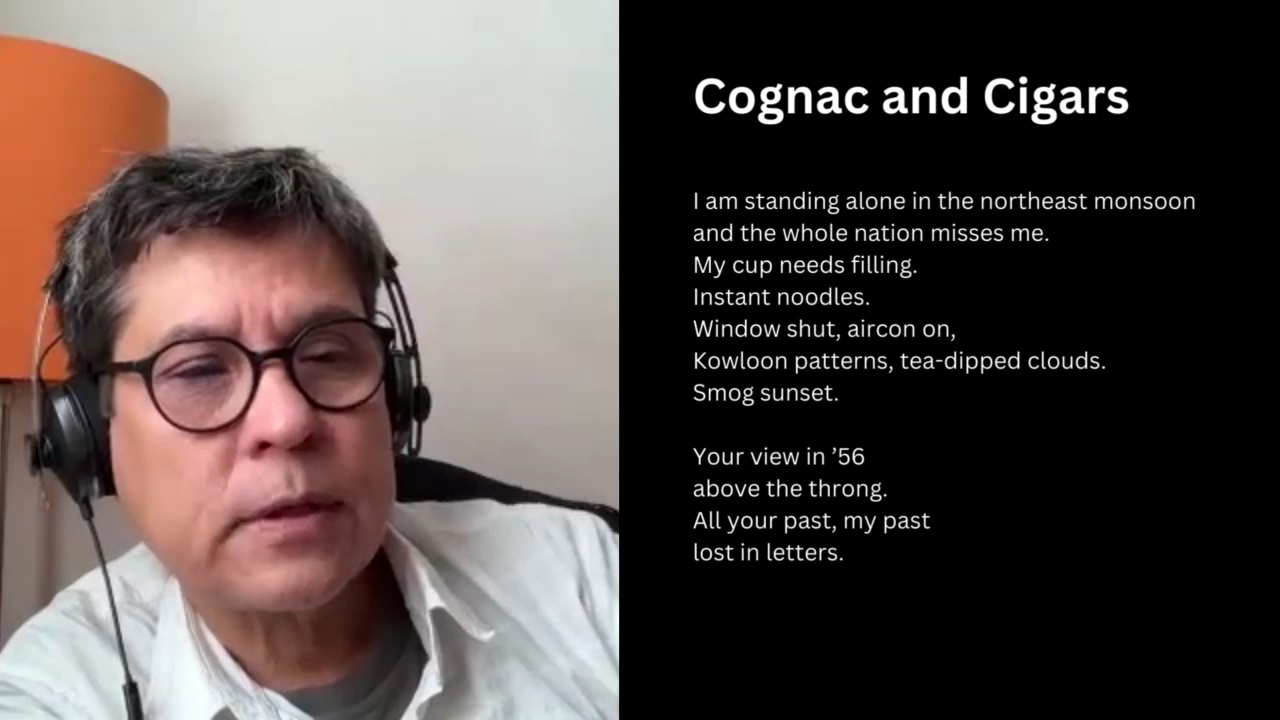 Cognac and Cigars
I am standing alone in the northeast monsoon
and the whole nation misses me.
My cup needs filling.
Instant noodles.
Window shut, aircon on,
Kowloon patterns, tea-dipped clouds.
Smog sunset.
Your view in ’56
above the throng.
All your past, my past
lost in letters.